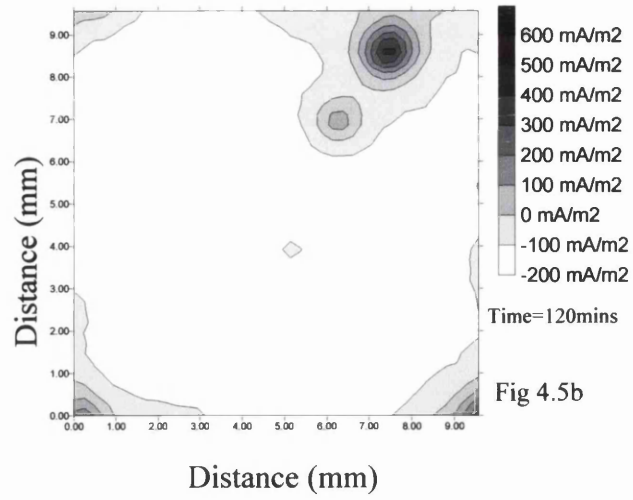 9.00
8.00
7.00
6.00
5.00
4.00
3.00
2.00
1.00
0.00
Distance (mm)
0.00 1.00 2.00 3.00 4.00 5.00 6.00 7.00 8.00 9.00
Distance (mm)
600 mA/m2
500 mA/m2
400 mA/m2
300 mA/m2
200 mA/m2
100 mA/m2
0 mA/m2
-100 mA/m2
-200 mA/m2
Time=120mins
Fig 4.5b